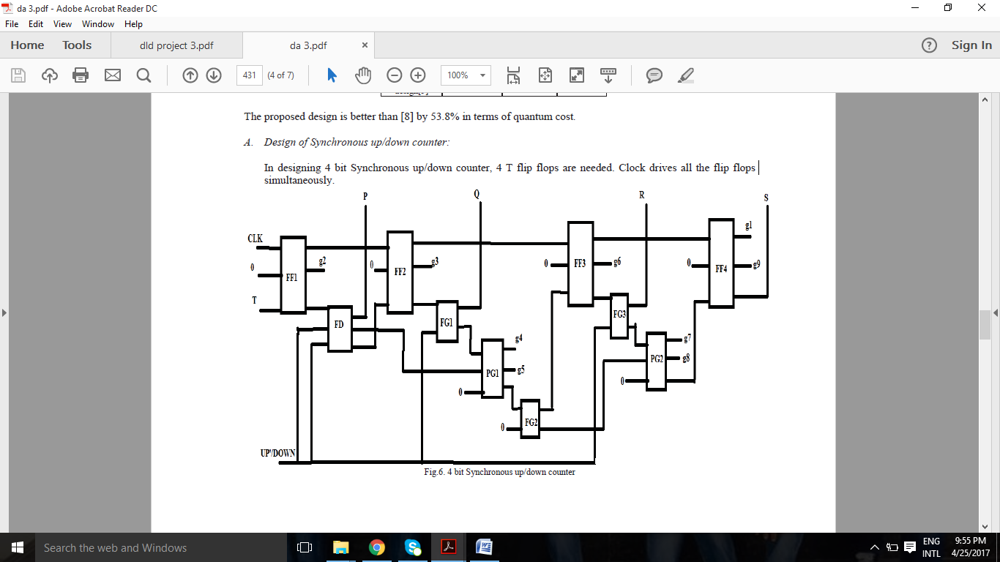 da 3.pdf - Adobe Acrobat Reader DC
File Edit View Window Help
Home Tools dld project 3.pdf da 3.pdf × ? Sign In
431 (4 of 7) 100%
The proposed design is better than [8] by 53.8% in terms of quantum cost.
A. Design of Synchronous up/down counter:
In designing 4 bit Synchronous up/down counter, 4 T flip flops are needed. Clock drives all the flip flops
simultaneously.
P Q R S
CLK
0
T
FF1
g2
FD
0
FF2
g3
FG1
g4
g5
PG1
0
FG2
0
0
FF3
g6
FG3
g7
g8
PG2
0
0
FF4
g1
g9
UP'/DOWN
Fig.6. 4 bit Synchronous up/down counter
Search the web and Windows
ENG
INTL
9:55 PM
4/25/2017